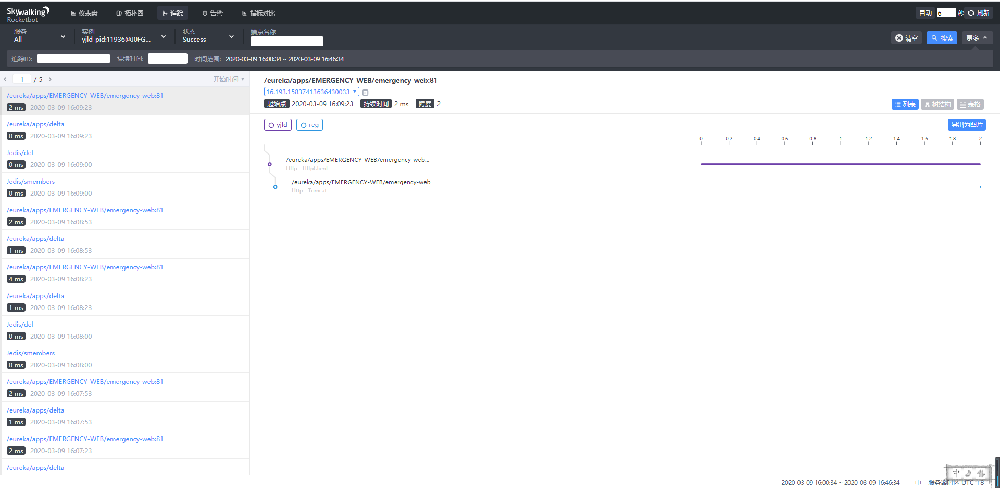 Skywalking
Rocketbot
仪表盘
拓扑图
追踪
告警
指标对比
自动 6 秒 刷新
服务
All
实例
yjld-pid:11936@J0FG...
状态
Success
端点名称
清空
搜索
更多
追踪ID:
持续时间: -
时间范围: 2020-03-09 16:00:34 ~ 2020-03-09 16:46:34
1 / 5
开始时间
/eureka/apps/EMERGENCY-WEB/emergency-web:81
2 ms 2020-03-09 16:09:23
/eureka/apps/delta
0 ms 2020-03-09 16:09:23
Jedis/del
0 ms 2020-03-09 16:09:00
Jedis/smembers
0 ms 2020-03-09 16:09:00
/eureka/apps/EMERGENCY-WEB/emergency-web:81
2 ms 2020-03-09 16:08:53
/eureka/apps/delta
1 ms 2020-03-09 16:08:53
/eureka/apps/EMERGENCY-WEB/emergency-web:81
4 ms 2020-03-09 16:08:23
/eureka/apps/delta
1 ms 2020-03-09 16:08:23
Jedis/del
0 ms 2020-03-09 16:08:00
Jedis/smembers
0 ms 2020-03-09 16:08:00
/eureka/apps/EMERGENCY-WEB/emergency-web:81
2 ms 2020-03-09 16:07:53
/eureka/apps/delta
1 ms 2020-03-09 16:07:53
/eureka/apps/EMERGENCY-WEB/emergency-web:81
2 ms 2020-03-09 16:07:23
/eureka/apps/delta
/eureka/apps/EMERGENCY-WEB/emergency-web:81
16.193.15837413636430033
起始点 2020-03-09 16:09:23 持续时间 2 ms 跨度 2
列表 树结构 表格
yjld reg
导出为图片
0 0.2 0.4 0.6 0.8 1 1.2 1.4 1.6 1.8 2
/eureka/apps/EMERGENCY-WEB/emergency-web...
Http - HttpClient
/eureka/apps/EMERGENCY-WEB/emergency-web...
Http - Tomcat
中
2020-03-09 16:00:34 ~ 2020-03-09 16:46:34 中 服务器时区 UTC +8